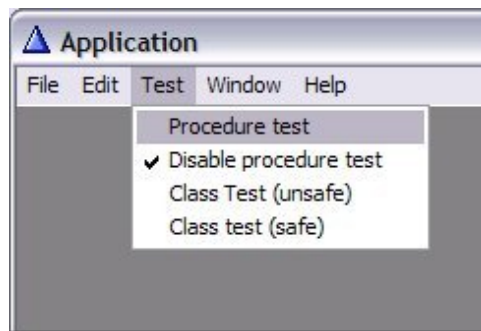 Application
File Edit Test Window Help
Procedure test
Disable procedure test
Class Test (unsafe)
Class test (safe)